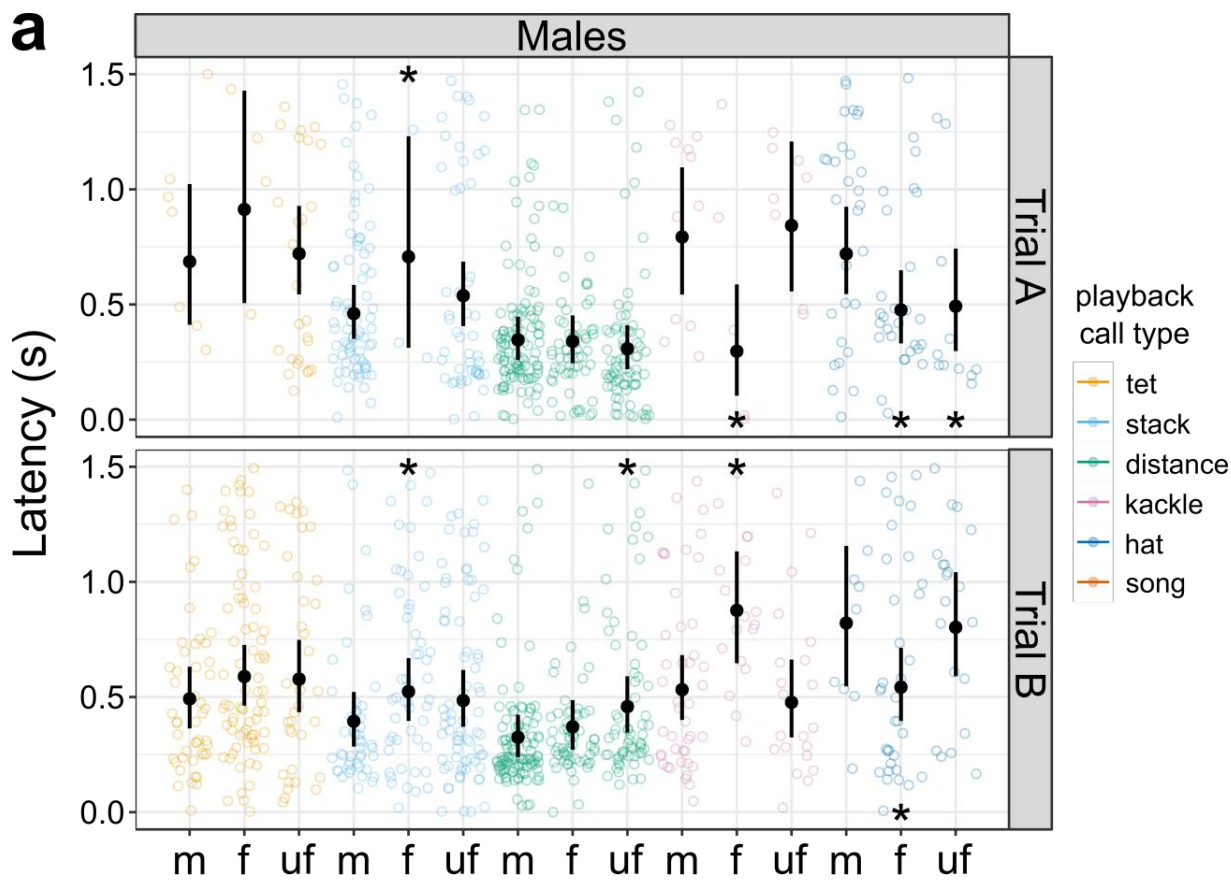 a
Males
Latency (s)
1.5
1.0
0.5
0.0
*
* * *
Trial A
1.5
1.0
0.5
0.0
* * *
*
Trial B
m f uf m f uf m f uf m f uf m f uf
playback
call type
tet
stack
distance
kackle
hat
song